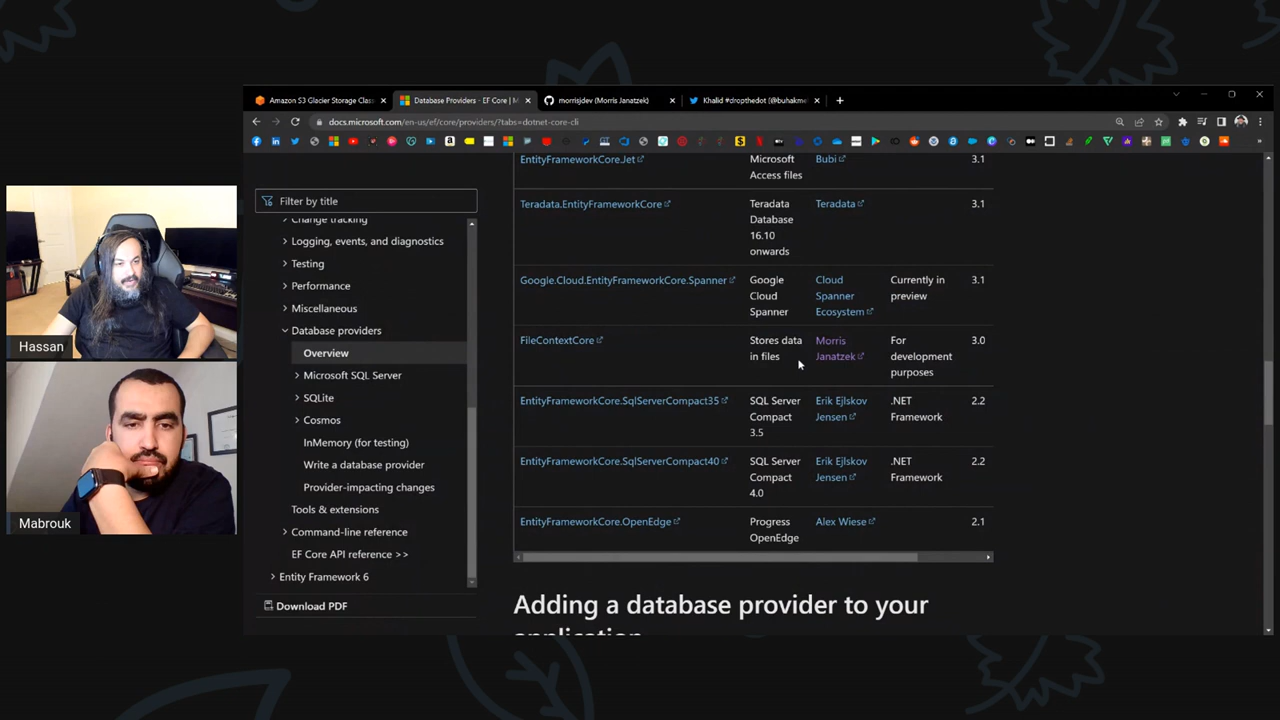 Amazon S3 Glacier Storage Class
Database Providers - EF Core | M
morrisjdev (Morris Janatzek)
Khalid #dropthedot (@buhakme
docs.microsoft.com/en-us/ef/core/providers/?tabs=dotnet-core-cli
Filter by title
Change tracking
Logging, events, and diagnostics
Testing
Performance
Miscellaneous
Database providers
Overview
Microsoft SQL Server
SQLite
Cosmos
InMemory (for testing)
Write a database provider
Provider-impacting changes
Tools & extensions
Command-line reference
EF Core API reference >>
Entity Framework 6
Download PDF
EntityFrameworkCore.Jet
Microsoft
Access files
Bubi
3.1
Teradata.EntityFrameworkCore
Teradata
Database
16.10
onwards
Teradata
3.1
Google.Cloud.EntityFrameworkCore.Spanner
Google
Cloud
Spanner
Cloud
Spanner
Ecosystem
Currently in
preview
3.1
FileContextCore
Stores data
in files
Morris
Janatzek
For
development
purposes
3.0
EntityFrameworkCore.SqlServerCompact35
SQL Server
Compact
3.5
Erik Ejlskov
Jensen
.NET
Framework
2.2
EntityFrameworkCore.SqlServerCompact40
SQL Server
Compact
4.0
Erik Ejlskov
Jensen
.NET
Framework
2.2
EntityFrameworkCore.OpenEdge
Progress
OpenEdge
Alex Wiese
2.1
Adding a database provider to your
application
Hassan
Mabrouk